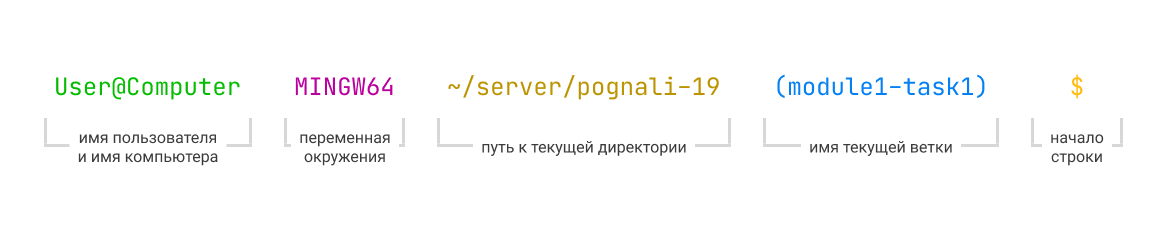 User@Computer MINGW64 ~/server/pognali-19 (module1-task1) $
имя пользователя
и имя компьютера
переменная
окружения
путь к текущей директории
имя текущей ветки
начало
строки